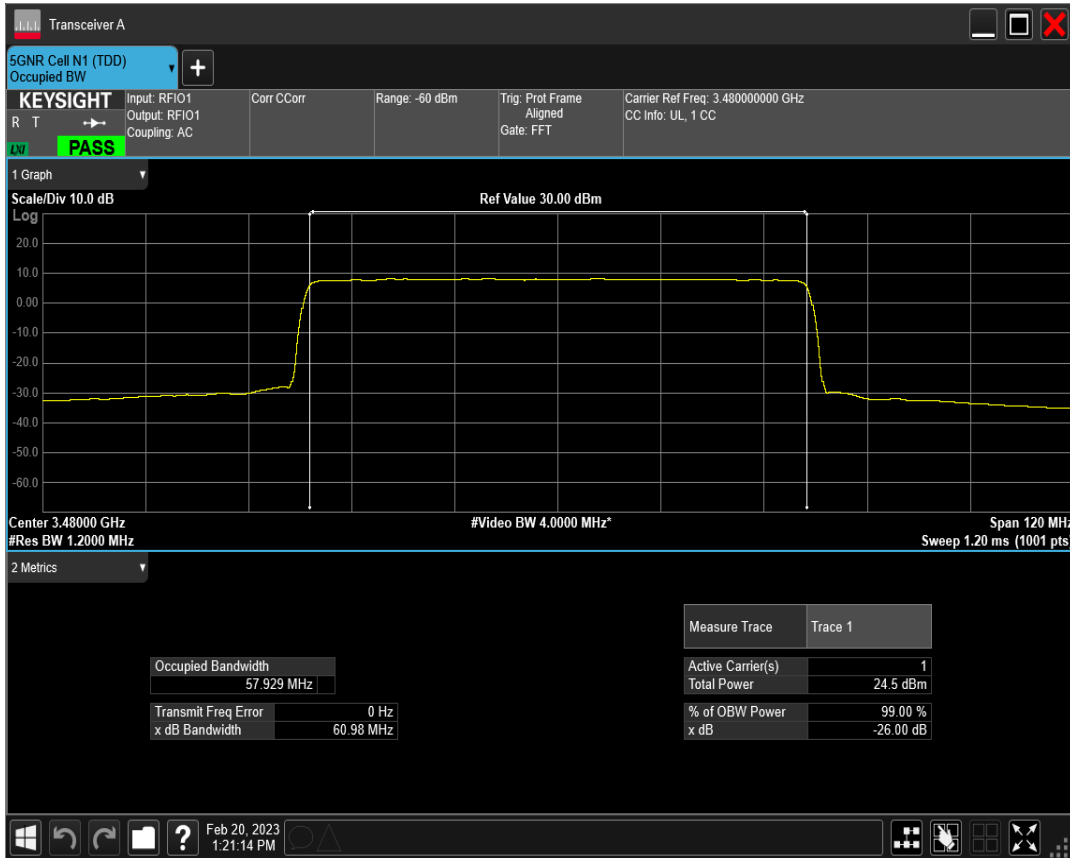 Transceiver A
5GNR Cell N1 (TDD)
Occupied BW
+
KEYSIGHT
R T
LXI
PASS
Input: RFIO1
Output: RFIO1
Coupling: AC
Corr CCorr
Range: -60 dBm
Trig: Prot Frame
Aligned
Gate: FFT
Carrier Ref Freq: 3.480000000 GHz
CC Info: UL, 1 CC
1 Graph
Scale/Div 10.0 dB
Ref Value 30.00 dBm
Log
20.0
10.0
0.00
-10.0
-20.0
-30.0
-40.0
-50.0
-60.0
Center 3.48000 GHz
#Video BW 4.0000 MHz*
Span 120 MHz
#Res BW 1.2000 MHz
Sweep 1.20 ms (1001 pts)
2 Metrics
Measure Trace Trace 1
Occupied Bandwidth
57.929 MHz
Active Carrier(s) 1
Total Power 24.5 dBm
Transmit Freq Error 0 Hz
x dB Bandwidth 60.98 MHz
% of OBW Power 99.00 %
x dB -26.00 dB
?
Feb 20, 2023
1:21:14 PM